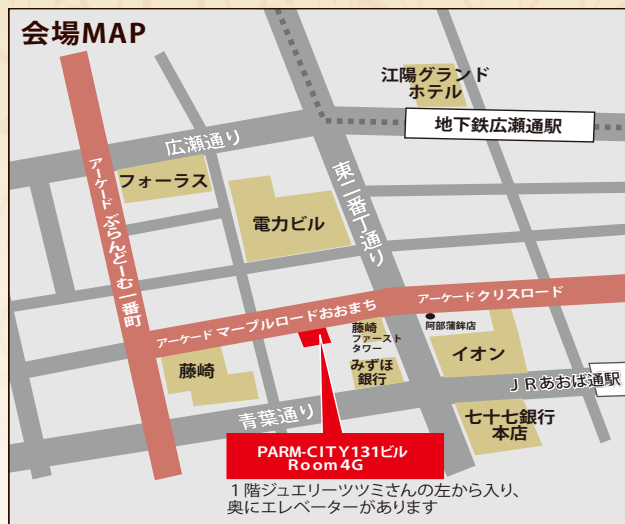 会場MAP
江陽グランド
ホテル
地下鉄広瀬通駅
広瀬通り
フォーラス
アーケード ぶらんどーむ一番町
電力ビル
東二番丁通り
アーケード マーブルロードおおまち
アーケード クリスロード
藤崎
ファースト
タワー
阿部蒲鉾店
イオン
みずほ
銀行
藤崎
JRあおば通駅
青葉通り
七十七銀行
本店
PARM-CITY131ビル
Room4G
1階ジュエリーツツミさんの左から入り、
奥にエレベーターがあります